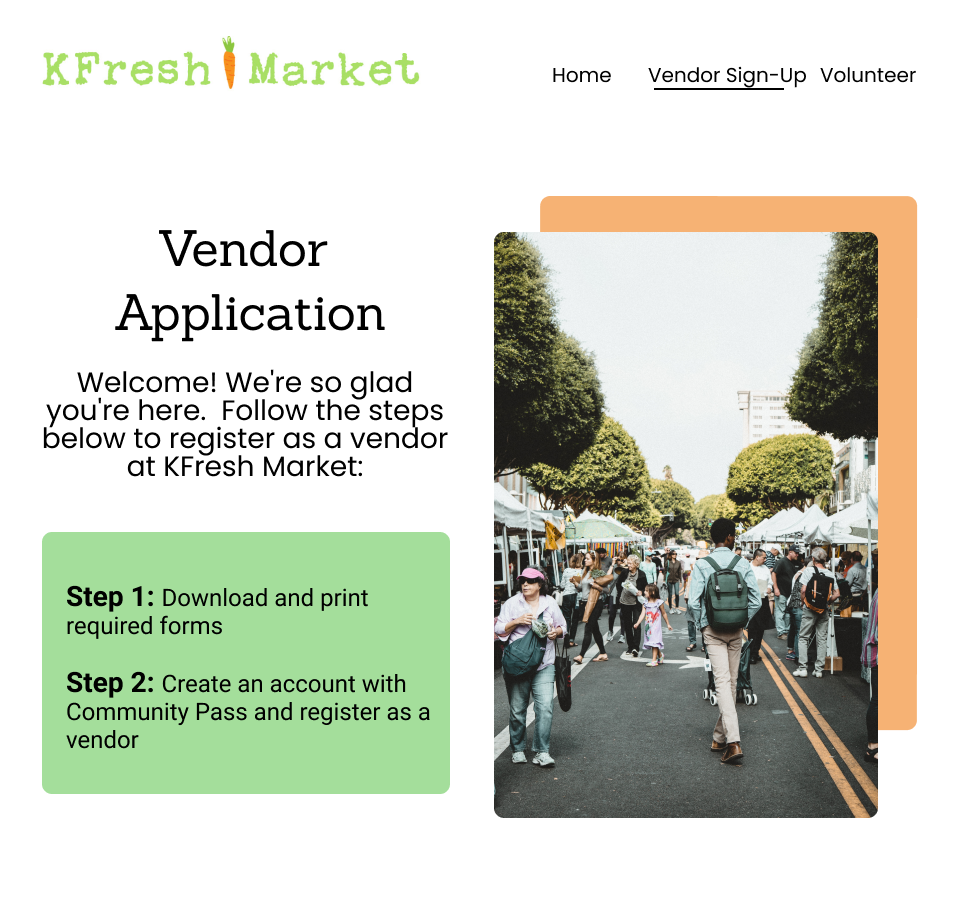 KFresh Market
Home Vendor Sign-Up Volunteer
Vendor
Application
Welcome! We're so glad
you're here.  Follow the steps
below to register as a vendor
at KFresh Market:
Step 1: Download and print
required forms
Step 2: Create an account with
Community Pass and register as a
vendor